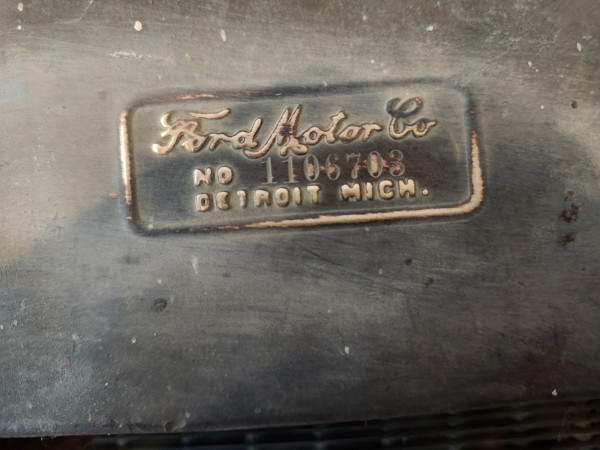 Ford Motor Co
NO 1106703
DETROIT MICH.